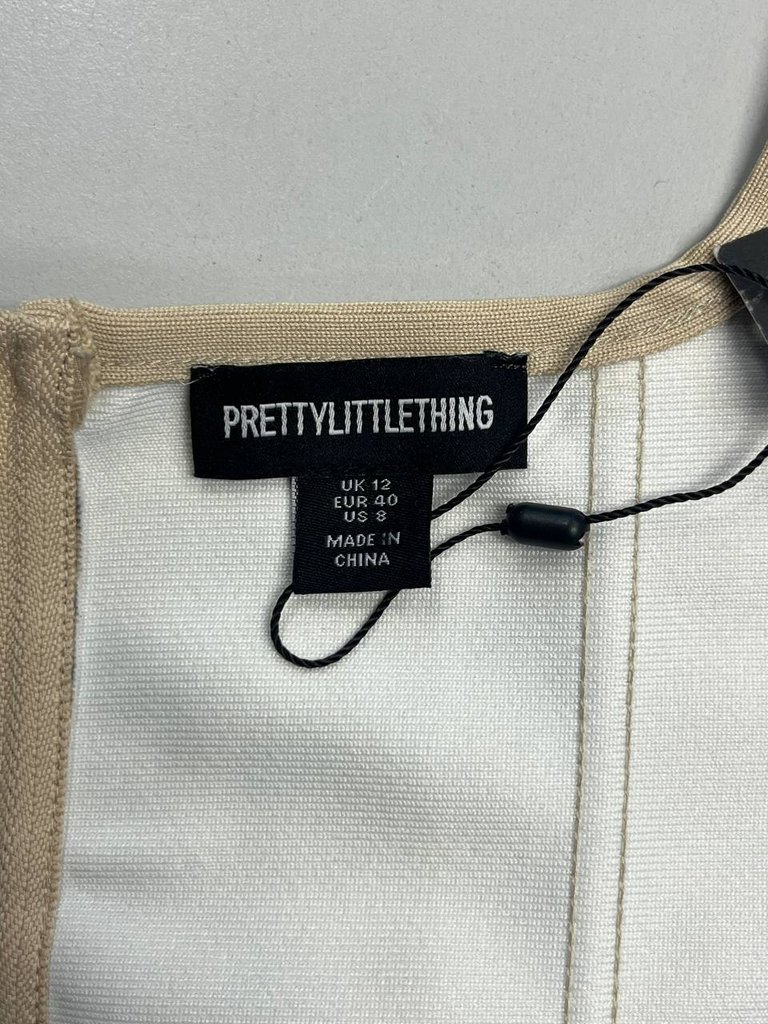 PRETTYLITTLETHING
UK 12
EUR 40
US 8
MADE IN
CHINA